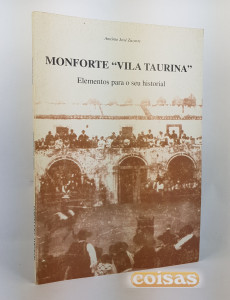 MONFORTE "VILA TAURINA"
Elementos para o seu historial
coisas